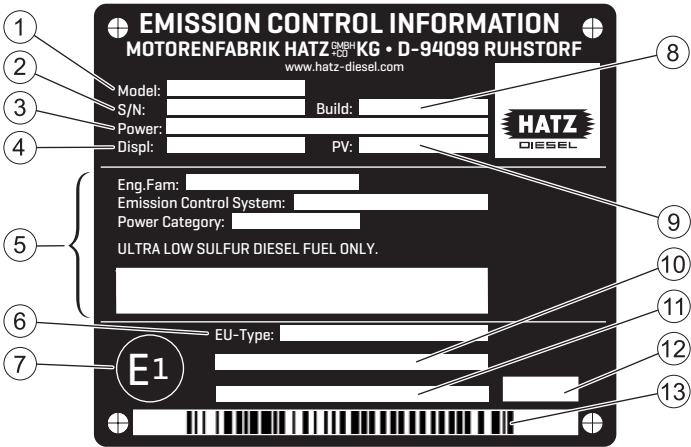 EMISSION CONTROL INFORMATION
MOTORENFABRIK HATZ GMBH +CO KG • D-94099 RUHSTORF
www.hatz-diesel.com
1
Model:
2
S/N:
Build:
8
3
Power:
4
Displ:
PV:
9
HATZ
DIESEL
5
Eng.Fam:
Emission Control System:
Power Category:
ULTRA LOW SULFUR DIESEL FUEL ONLY.
6
EU-Type:
10
7
E1
11
12
13